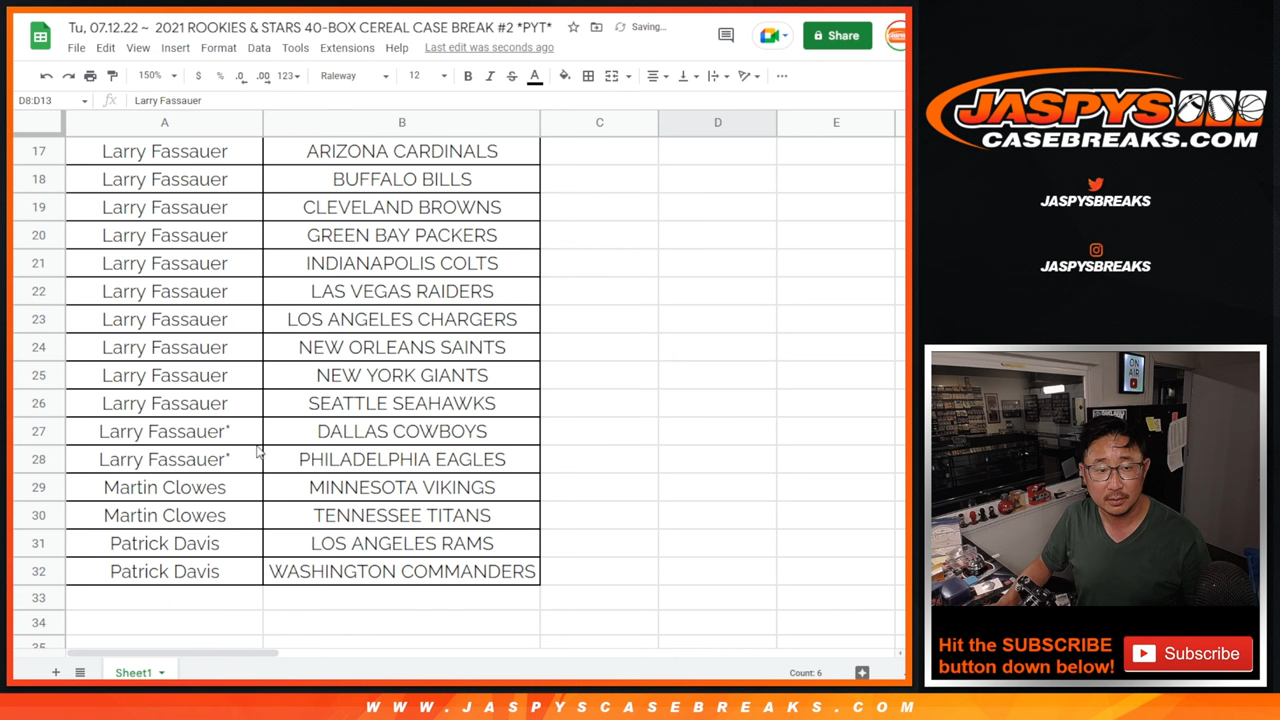 Tu, 07.12.22 ~ 2021 ROOKIES & STARS 40-BOX CEREAL CASE BREAK #2 *PYT*
Saving...
File Edit View Insert Format Data Tools Extensions Help Last edit was seconds ago
Share
150% $ % .0 .00 123 Raleway 12 B I S A
D8:D13 fx Larry Fassauer
A B C D E
17 Larry Fassauer ARIZONA CARDINALS
18 Larry Fassauer BUFFALO BILLS
19 Larry Fassauer CLEVELAND BROWNS
20 Larry Fassauer GREEN BAY PACKERS
21 Larry Fassauer INDIANAPOLIS COLTS
22 Larry Fassauer LAS VEGAS RAIDERS
23 Larry Fassauer LOS ANGELES CHARGERS
24 Larry Fassauer NEW ORLEANS SAINTS
25 Larry Fassauer NEW YORK GIANTS
26 Larry Fassauer SEATTLE SEAHAWKS
27 Larry Fassauer* DALLAS COWBOYS
28 Larry Fassauer* PHILADELPHIA EAGLES
29 Martin Clowes MINNESOTA VIKINGS
30 Martin Clowes TENNESSEE TITANS
31 Patrick Davis LOS ANGELES RAMS
32 Patrick Davis WASHINGTON COMMANDERS
33
34
35
Sheet1
Count: 6
JASPYS
CASEBREAKS.COM
JASPYSBREAKS
JASPYSBREAKS
ON
AIR
Hit the SUBSCRIBE
button down below!
Subscribe
WWW.JASPYSCASEBREAKS.COM